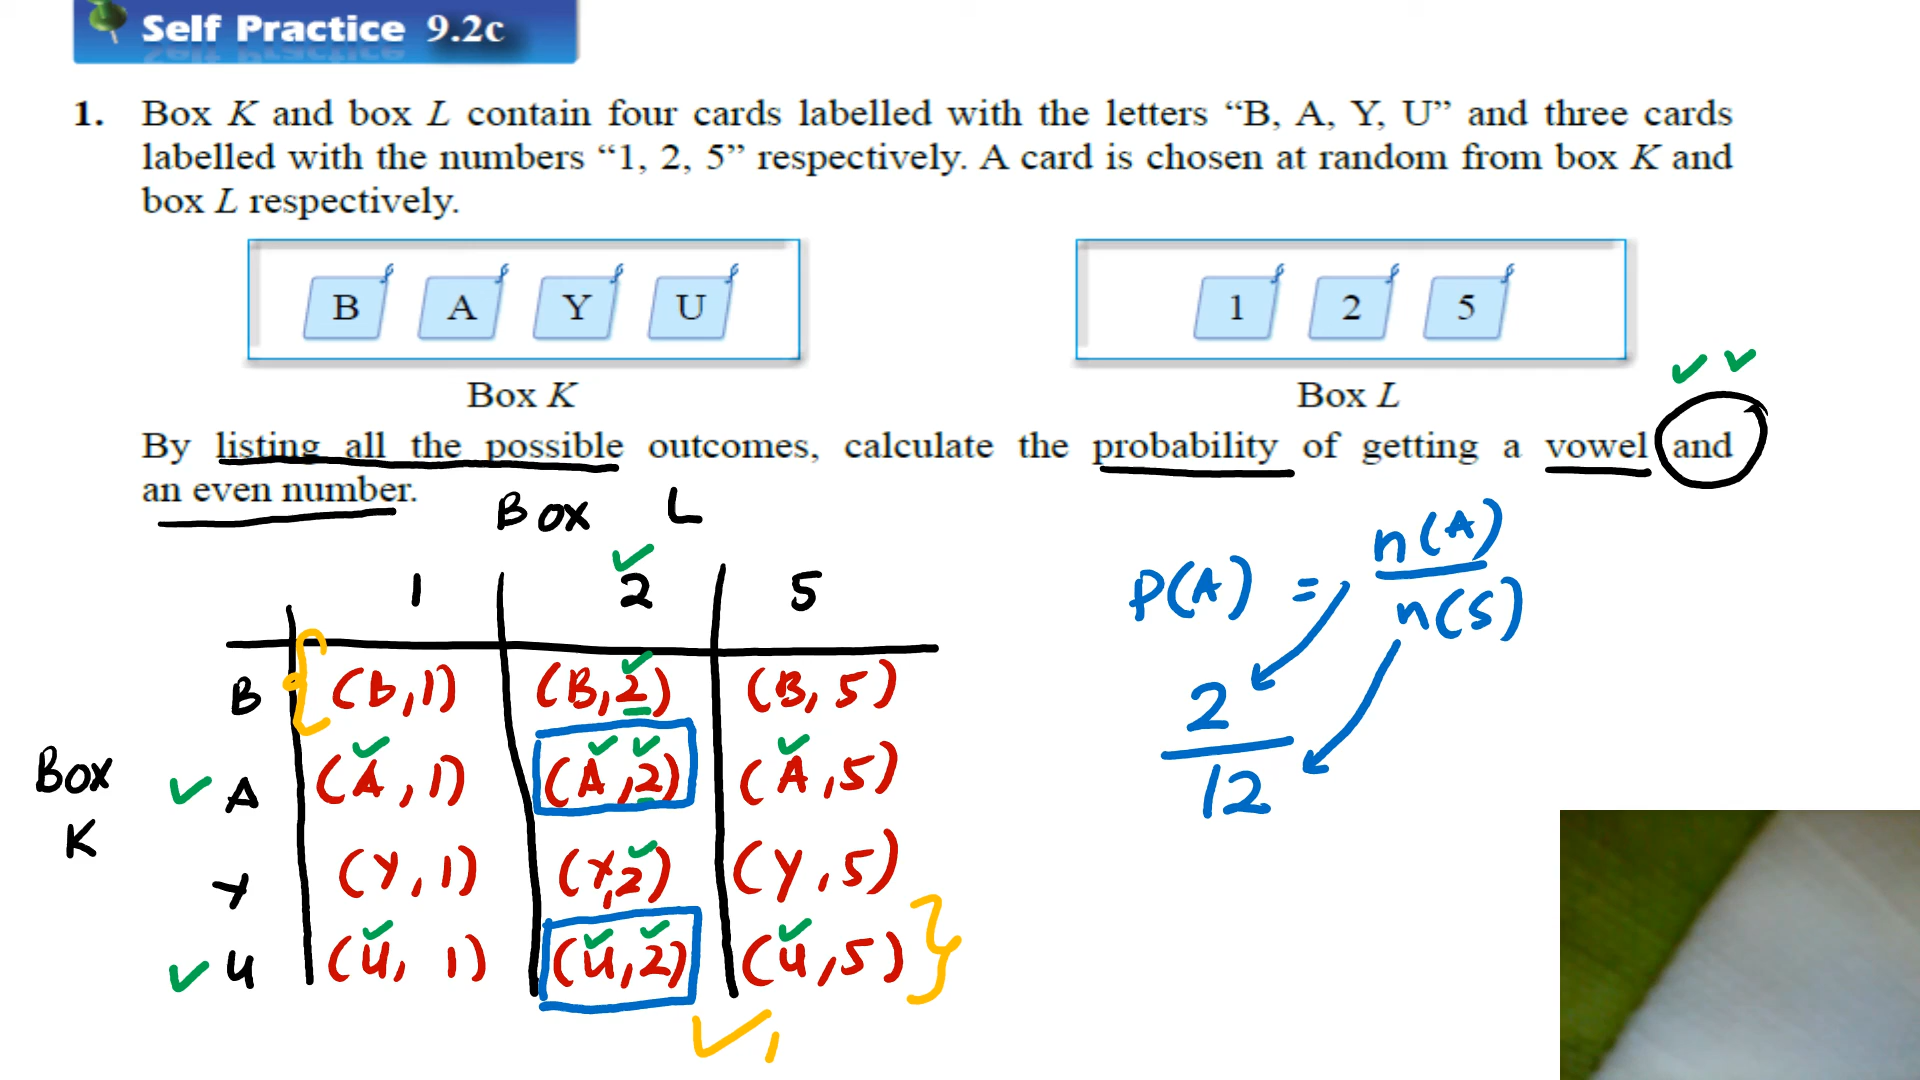 Self Practice 9.2c
1. Box K and box L contain four cards labelled with the letters “B, A, Y, U” and three cards
labelled with the numbers “1, 2, 5” respectively. A card is chosen at random from box K and
box L respectively.
B A Y U
1 2 5
Box K
Box L
By listing all the possible outcomes, calculate the probability of getting a vowel and
an even number.
Box L
1 2 5
B (B,1) (B,2) (B,5)
A (A,1) (A,2) (A,5)
Box
K
Y (Y,1) (Y,2) (Y,5)
U (U,1) (U,2) (U,5)
P(A) = n(A)
n(S)
2
12